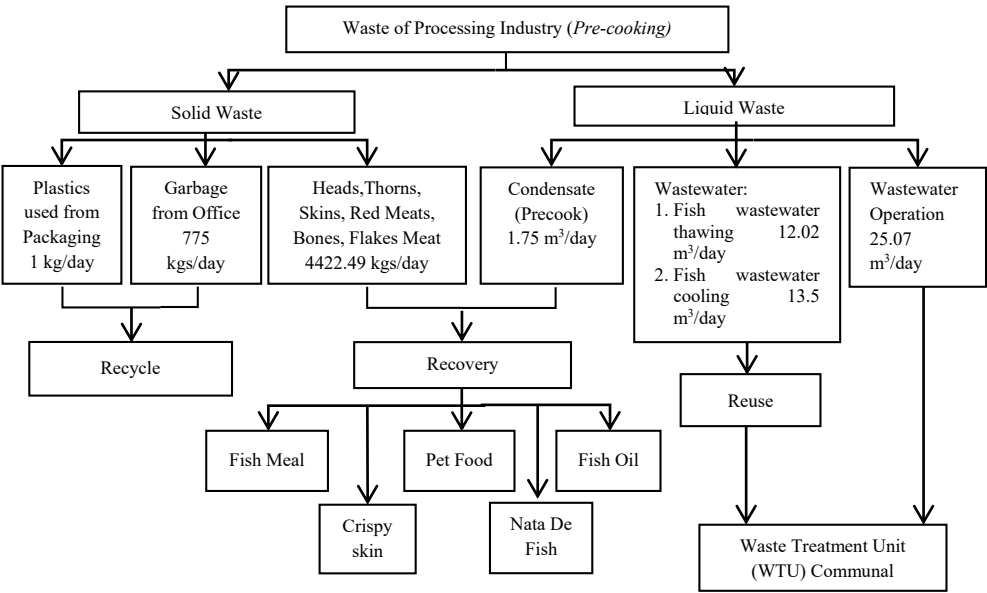 Waste of Processing Industry (Pre-cooking)
Solid Waste
Liquid Waste
Plastics
used from
Packaging
1 kg/day
Garbage
from Office
775
kgs/day
Heads,Thorns,
Skins, Red Meats,
Bones, Flakes Meat
4422.49 kgs/day
Condensate
(Precook)
1.75 m³/day
Wastewater:
1. Fish wastewater
thawing 12.02
m³/day
2. Fish wastewater
cooling 13.5
m³/day
Wastewater
Operation
25.07
m³/day
Recycle
Recovery
Reuse
Fish Meal
Pet Food
Fish Oil
Crispy
skin
Nata De
Fish
Waste Treatment Unit
(WTU) Communal